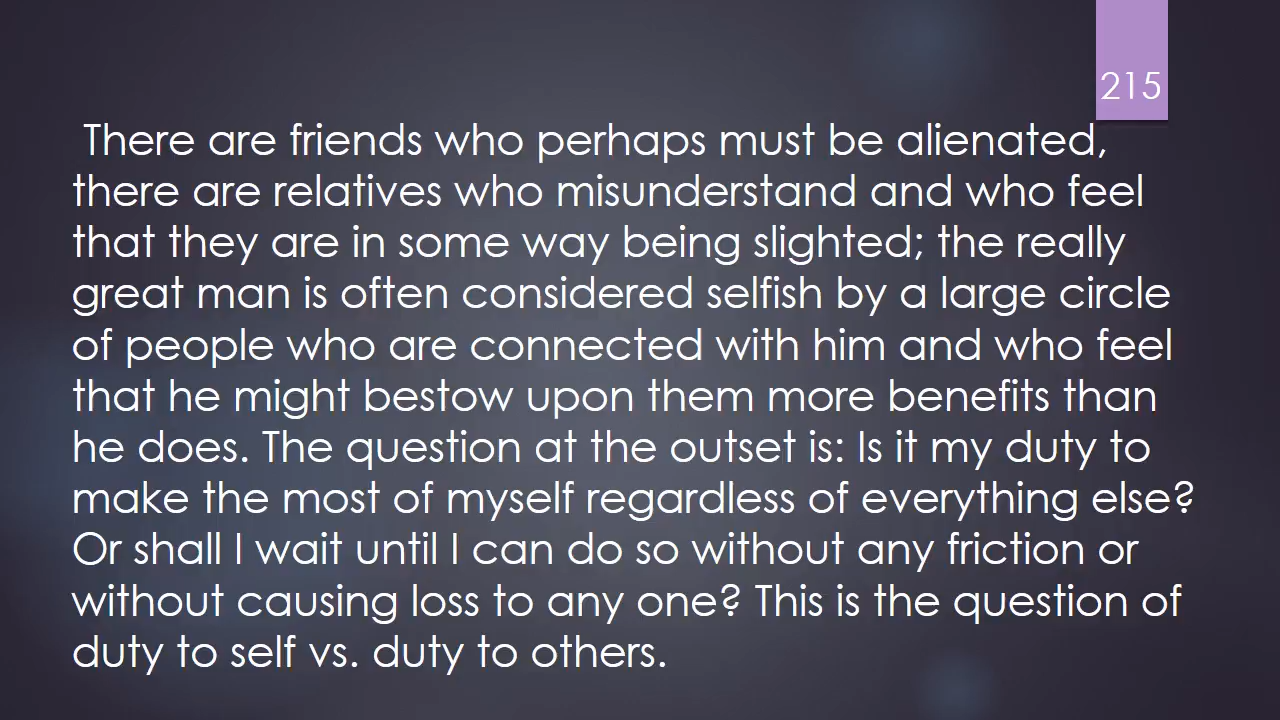 215
There are friends who perhaps must be alienated,
there are relatives who misunderstand and who feel
that they are in some way being slighted; the really
great man is often considered selfish by a large circle
of people who are connected with him and who feel
that he might bestow upon them more benefits than
he does. The question at the outset is: Is it my duty to
make the most of myself regardless of everything else?
Or shall I wait until I can do so without any friction or
without causing loss to any one? This is the question of
duty to self vs. duty to others.